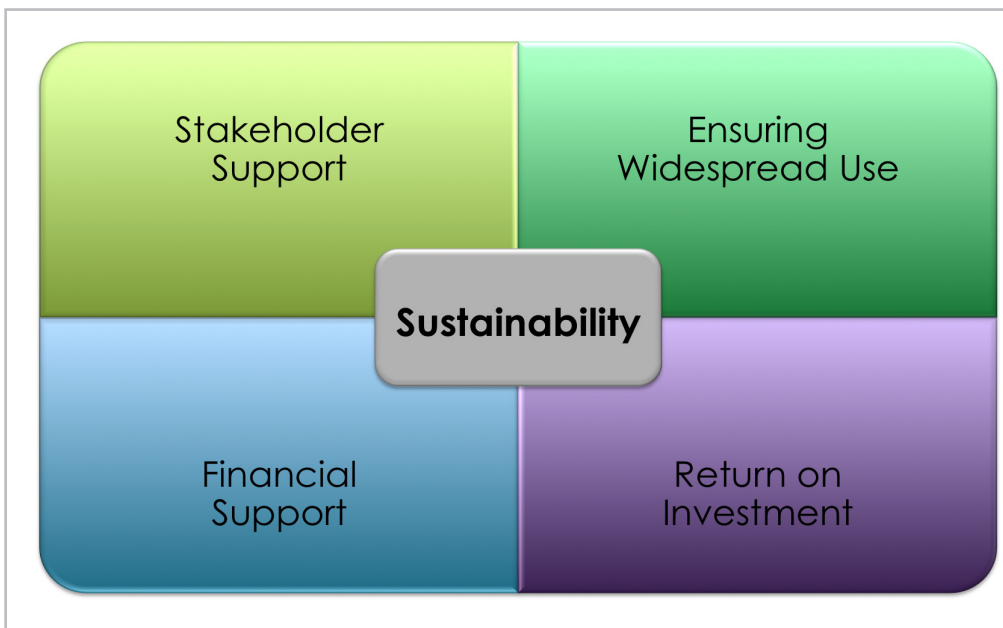 Stakeholder
Support
Ensuring
Widespread Use
Sustainability
Financial
Support
Return on
Investment